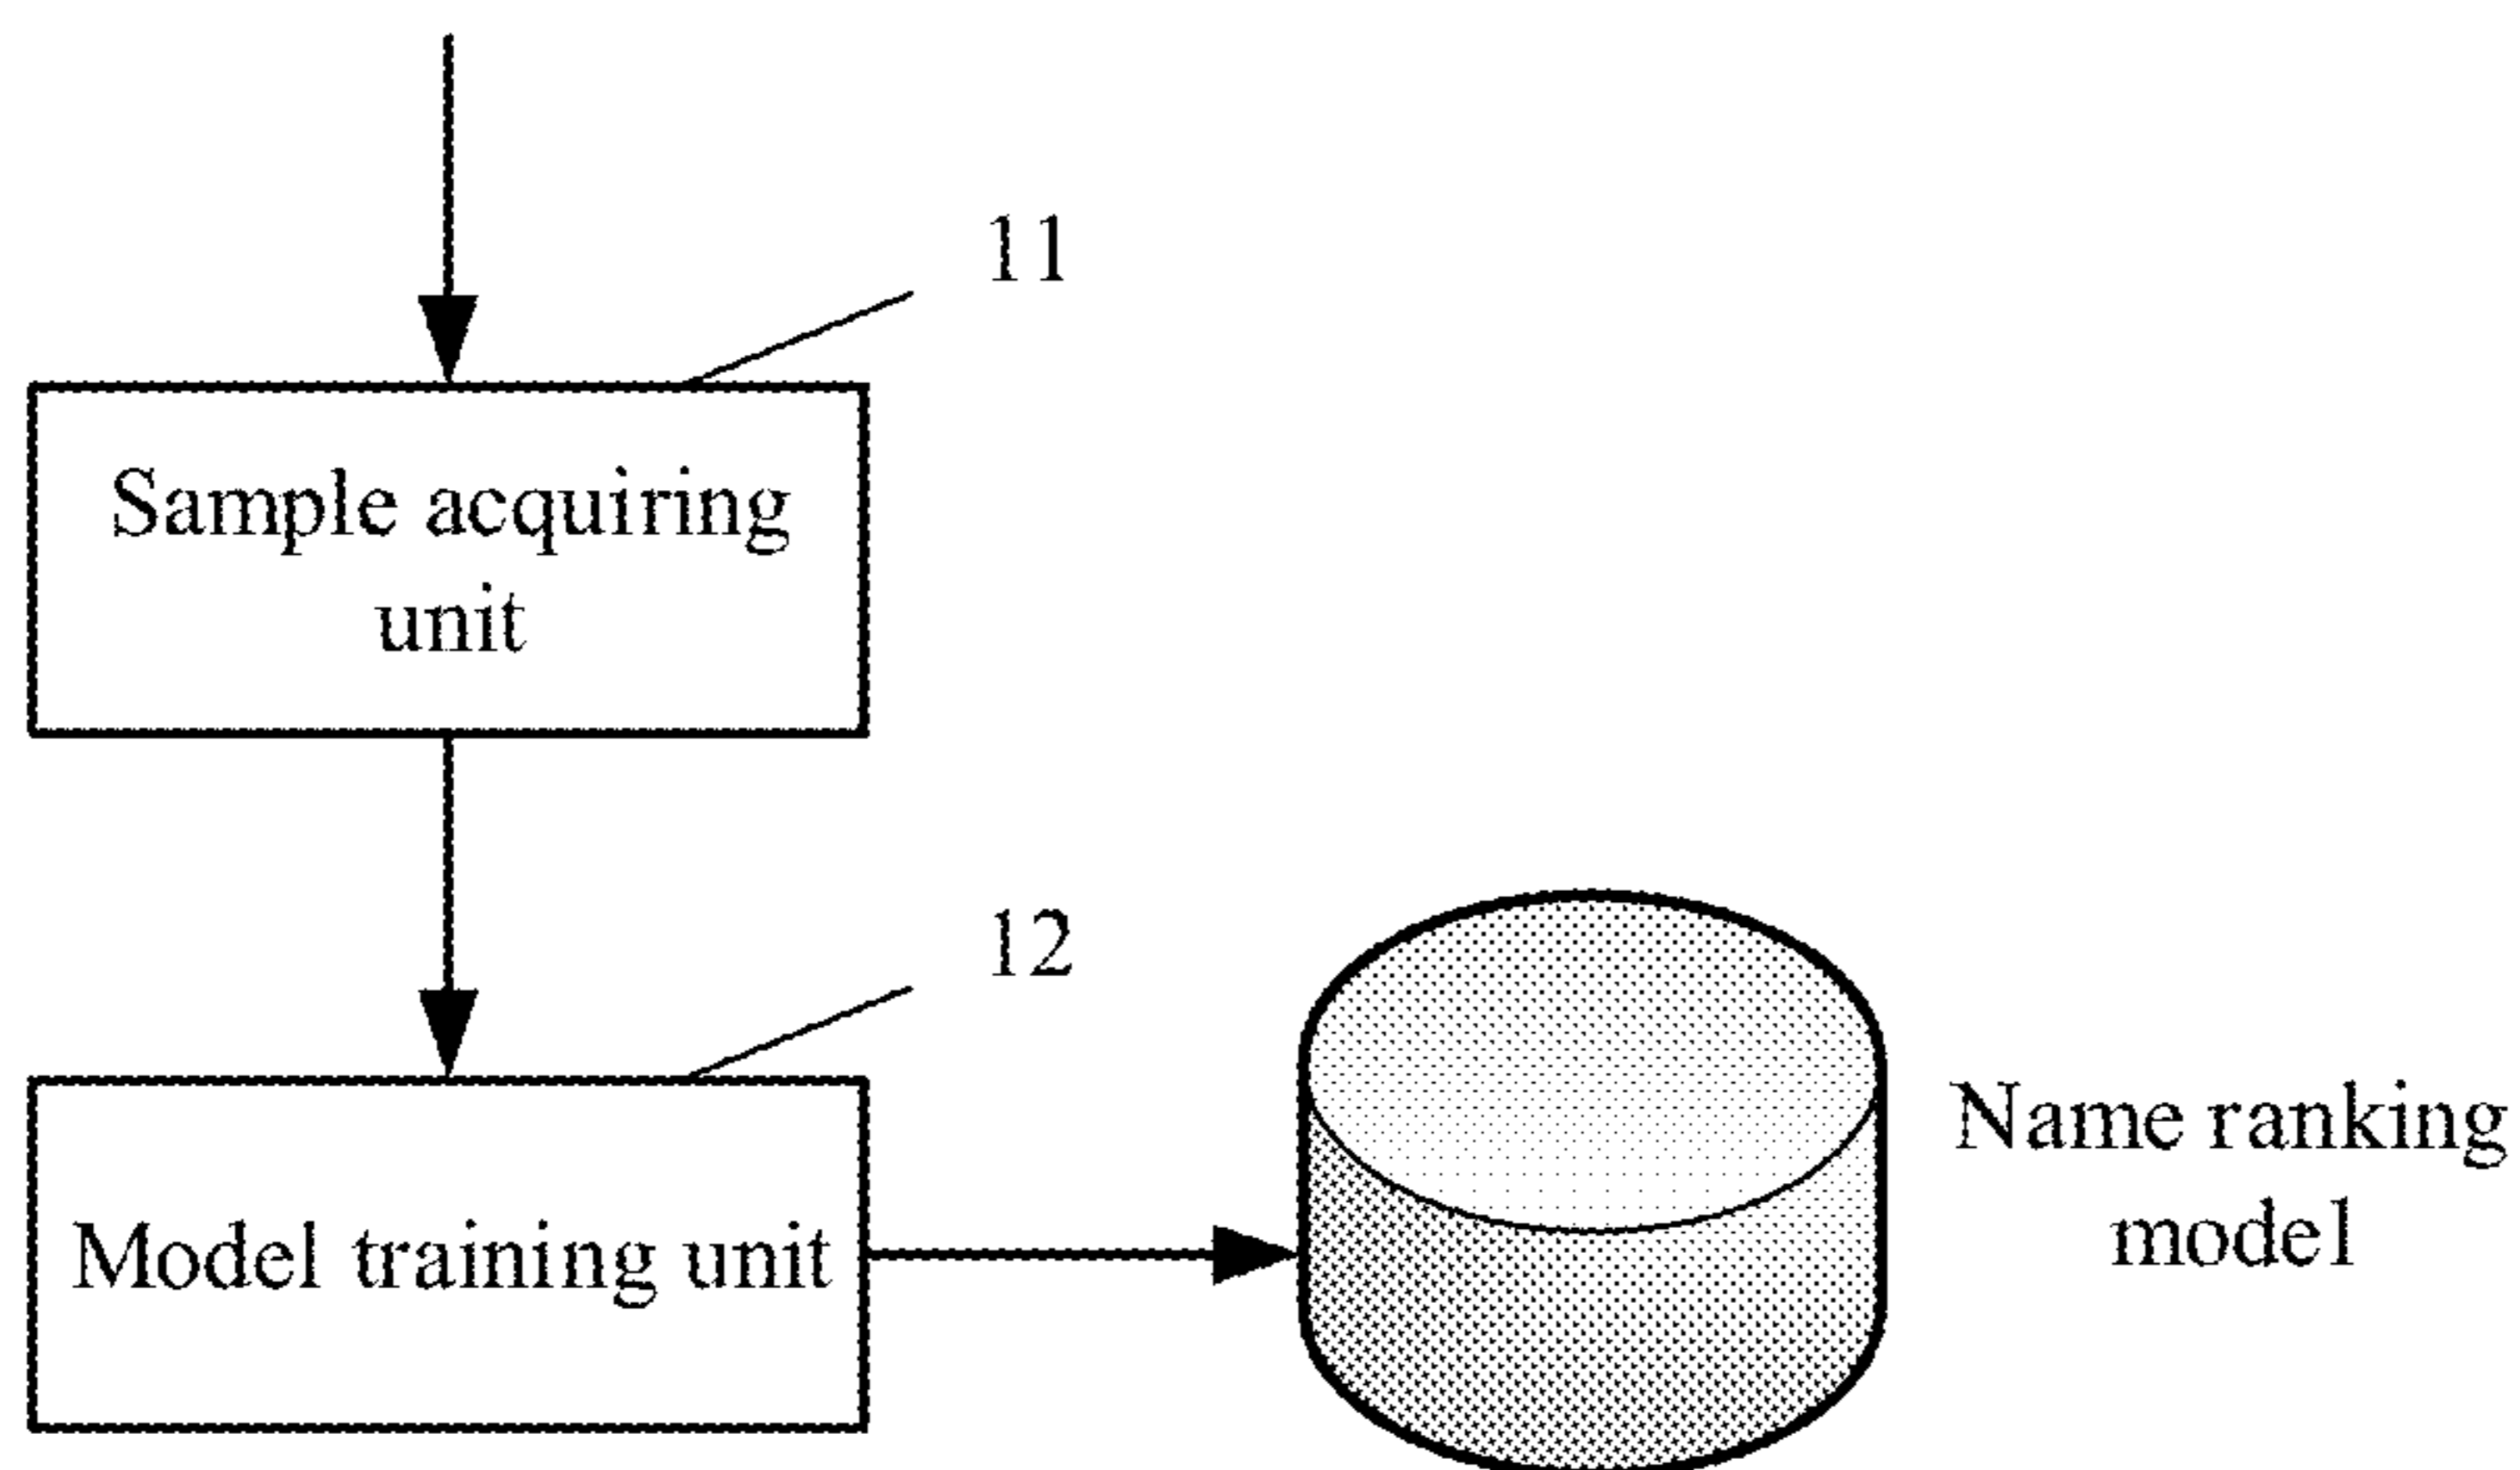 11
Sample acquiring
unit
12
Model training unit
Name ranking
model